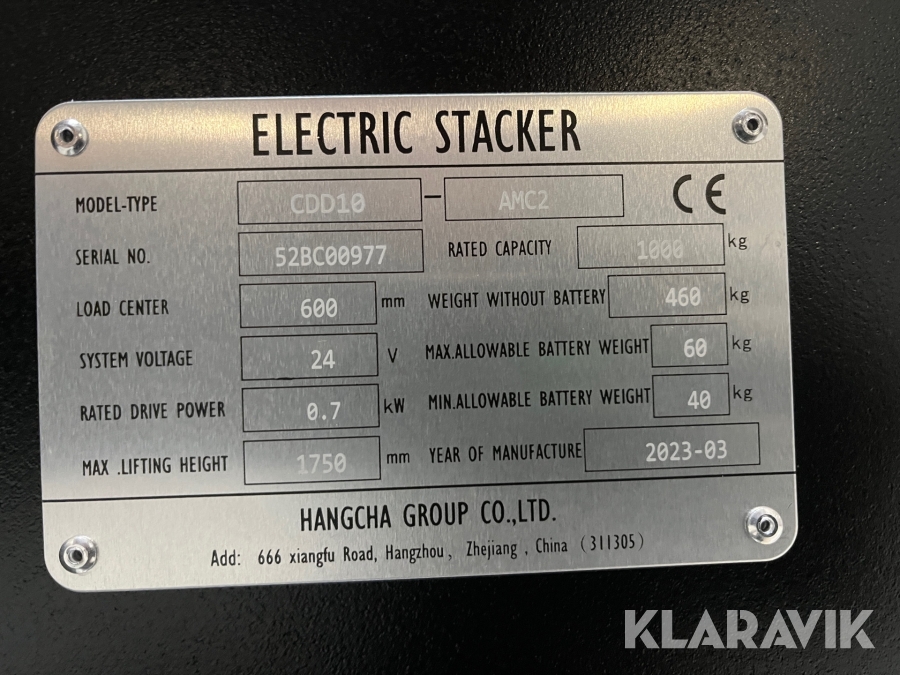 ELECTRIC STACKER
MODEL-TYPE CDD10 — AMC2 CE
SERIAL NO. 52BC00977 RATED CAPACITY 1000 kg
LOAD CENTER 600 mm WEIGHT WITHOUT BATTERY 460 kg
SYSTEM VOLTAGE 24 V MAX.ALLOWABLE BATTERY WEIGHT 60 kg
RATED DRIVE POWER 0.7 kW MIN.ALLOWABLE BATTERY WEIGHT 40 kg
MAX .LIFTING HEIGHT 1750 mm YEAR OF MANUFACTURE 2023-03
HANGCHA GROUP CO.,LTD.
Add: 666 xiangfu Road, Hangzhou, Zhejiang, China (311305)
KLARAVIK